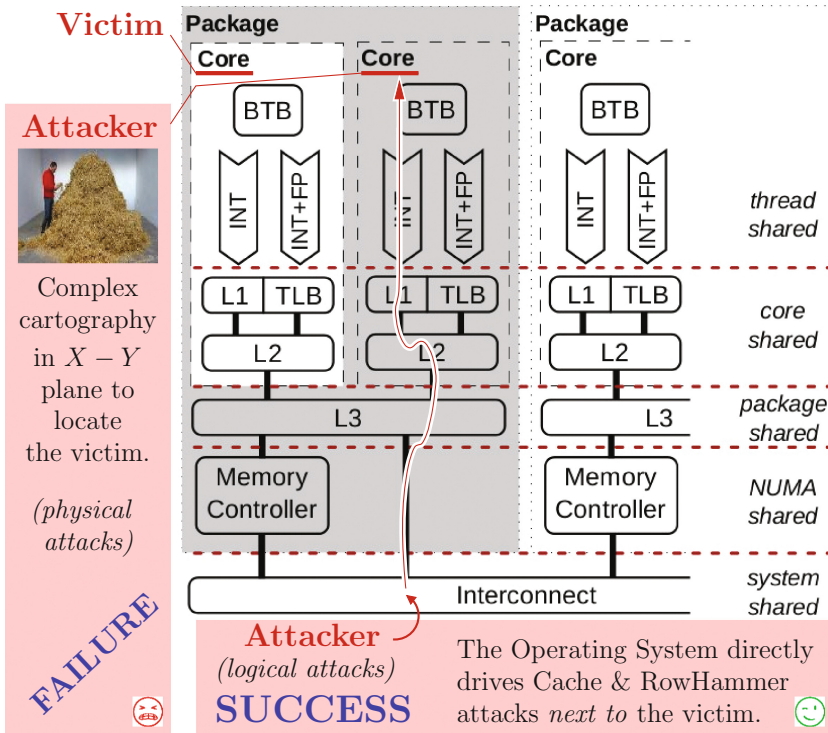 Victim
Attacker
Complex
cartography
in X − Y
plane to
locate
the victim.
(physical
attacks)
FAILURE
Package
Core
BTB
INT
INT+FP
L1
TLB
L2
Core
BTB
INT
INT+FP
L1
TLB
L2
L3
Memory
Controller
Package
Core
BTB
INT
INT+FP
L1
TLB
L2
L3
Memory
Controller
Interconnect
thread
shared
core
shared
package
shared
NUMA
shared
system
shared
Attacker
(logical attacks)
SUCCESS
The Operating System directly
drives Cache & RowHammer
attacks next to the victim.